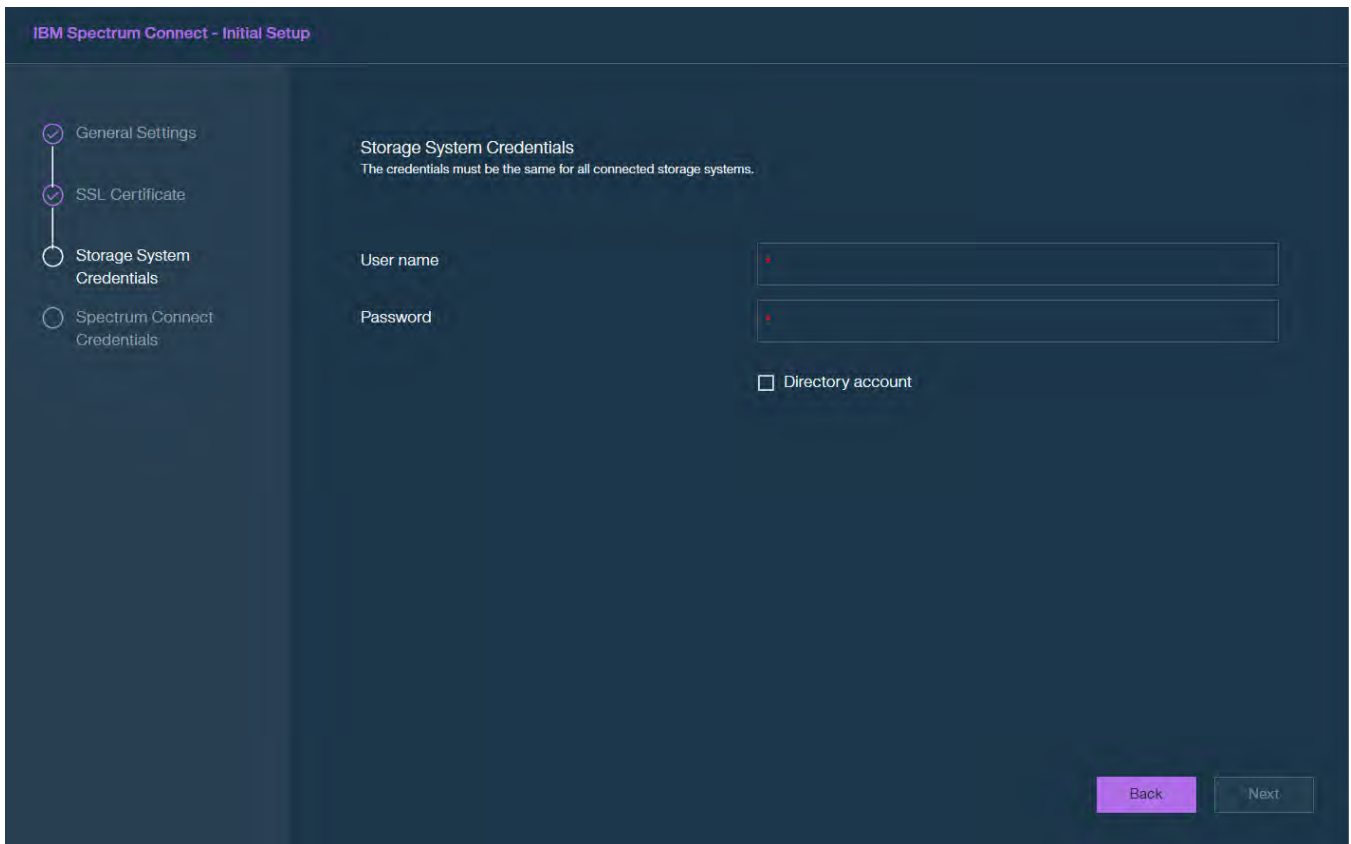 IBM Spectrum Connect - Initial Setup
General Settings
SSL Certificate
Storage System
Credentials
Spectrum Connect
Credentials
Storage System Credentials
The credentials must be the same for all connected storage systems.
User name
*
Password
*
Directory account
Back
Next